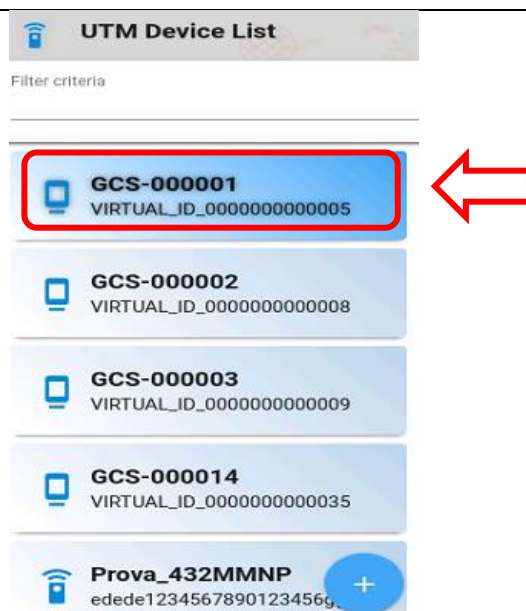 UTM Device List
Filter criteria
GCS-000001
VIRTUAL_ID_0000000000005
GCS-000002
VIRTUAL_ID_0000000000008
GCS-000003
VIRTUAL_ID_0000000000009
GCS-000014
VIRTUAL_ID_0000000000035
Prova_432MMNP
+